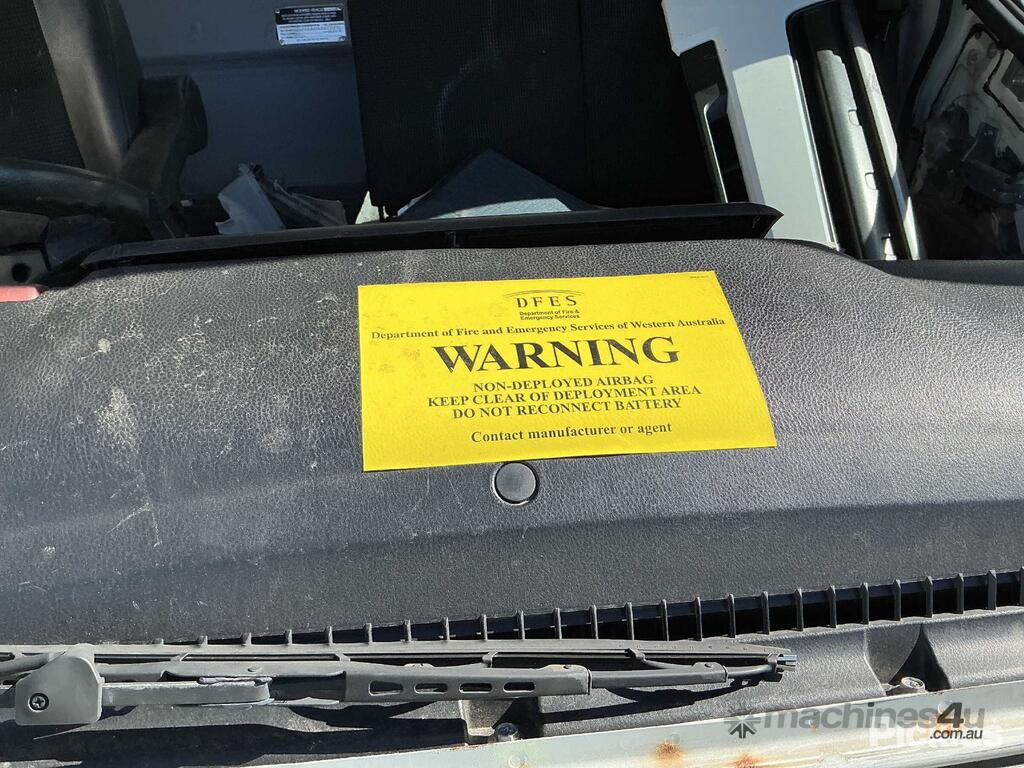 DFES
Department of Fire &
Emergency Services
Department of Fire and Emergency Services of Western Australia
WARNING
NON-DEPLOYED AIRBAG
KEEP CLEAR OF DEPLOYMENT AREA
DO NOT RECONNECT BATTERY
Contact manufacturer or agent
machines4u
.com.au
Pickles